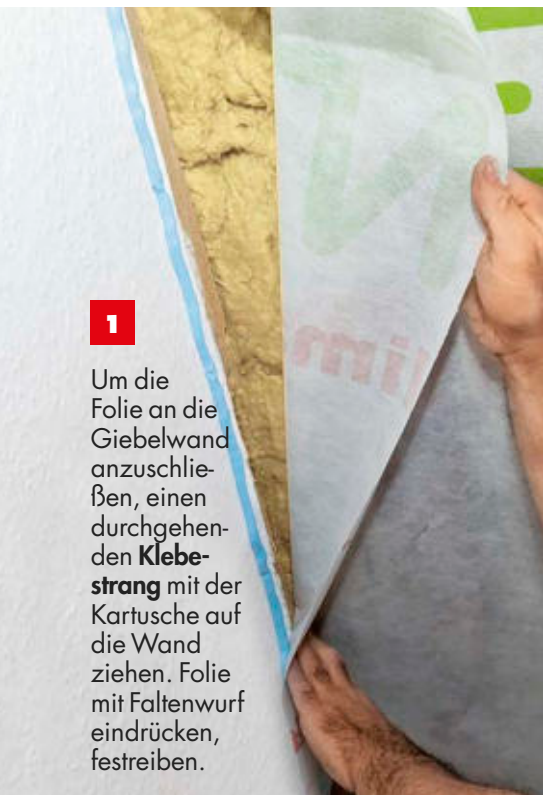 1
Um die
Folie an die
Giebelwand
anzuschlie-
ßen, einen
durchgehen-
den Klebe-
strang mit der
Kartusche auf
die Wand
ziehen. Folie
mit Faltenwurf
eindrücken,
festreiben.